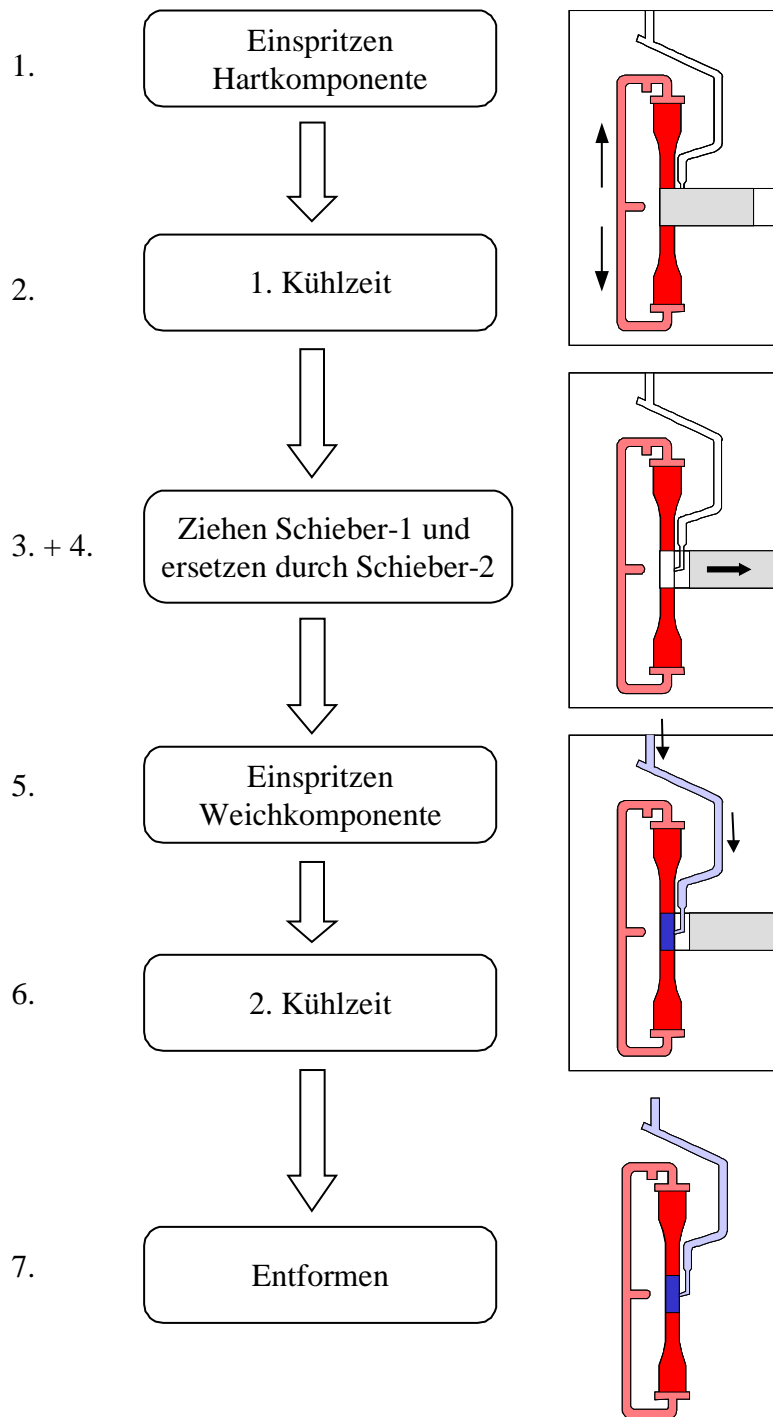 1.
Einspritzen
Hartkomponente
2.
1. Kühlzeit
3. + 4.
Ziehen Schieber-1 und
ersetzen durch Schieber-2
5.
Einspritzen
Weichkomponente
6.
2. Kühlzeit
7.
Entformen